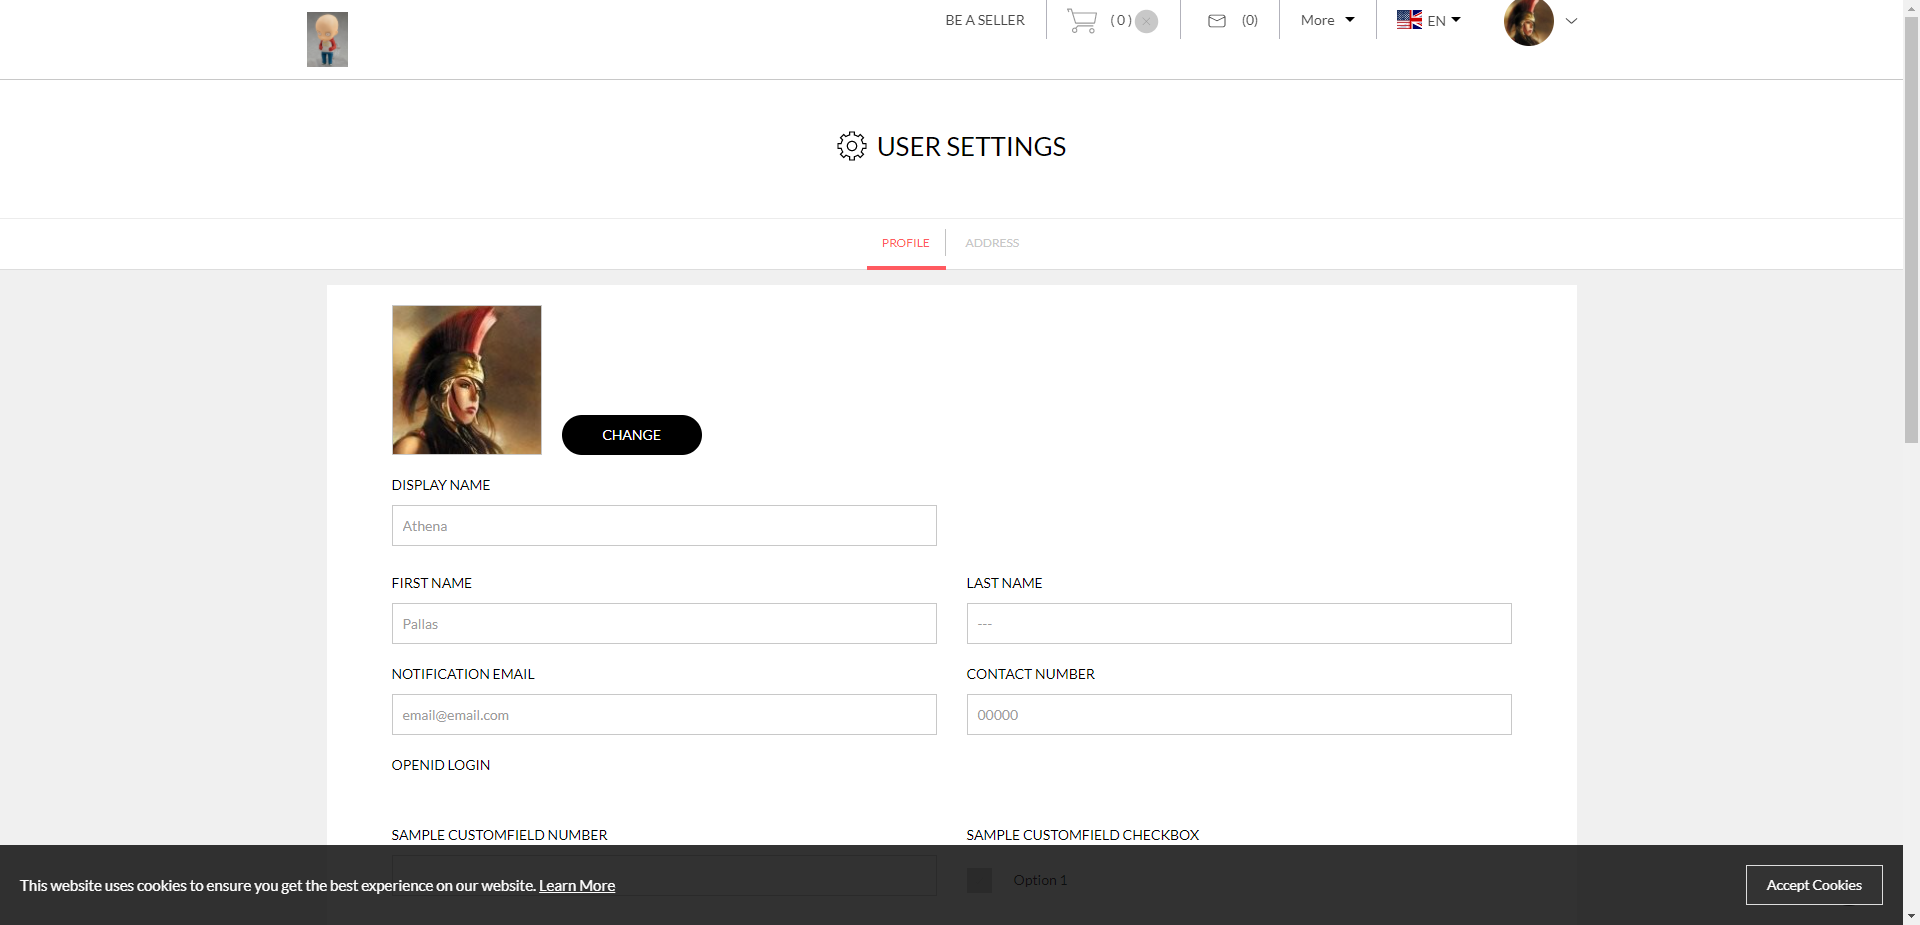 BE A SELLER
( 0 )
(0)
More
EN
USER SETTINGS
PROFILE
ADDRESS
CHANGE
DISPLAY NAME
Athena
FIRST NAME
LAST NAME
Pallas
---
NOTIFICATION EMAIL
CONTACT NUMBER
email@email.com
00000
OPENID LOGIN
SAMPLE CUSTOMFIELD NUMBER
SAMPLE CUSTOMFIELD CHECKBOX
Option 1
This website uses cookies to ensure you get the best experience on our website. Learn More
Accept Cookies